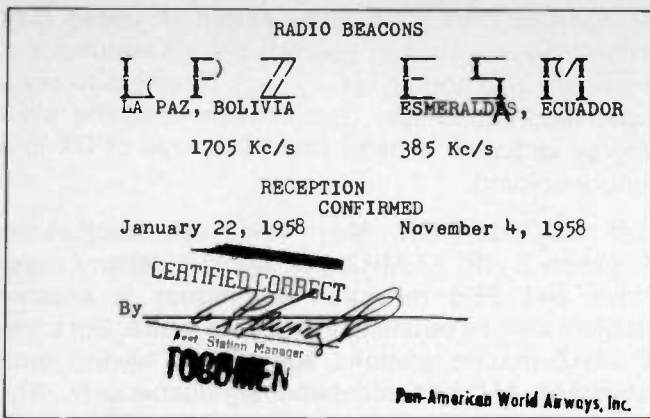 RADIO BEACONS
LPZ ESM
LA PAZ, BOLIVIA ESMERALDAS, ECUADOR
1705 Kc/s 385 Kc/s
RECEPTION
CONFIRMED
January 22, 1958 November 4, 1958
CERTIFIED CORRECT
By
Asst Station Manager
TOCUMEN
Pan-American World Airways, Inc.